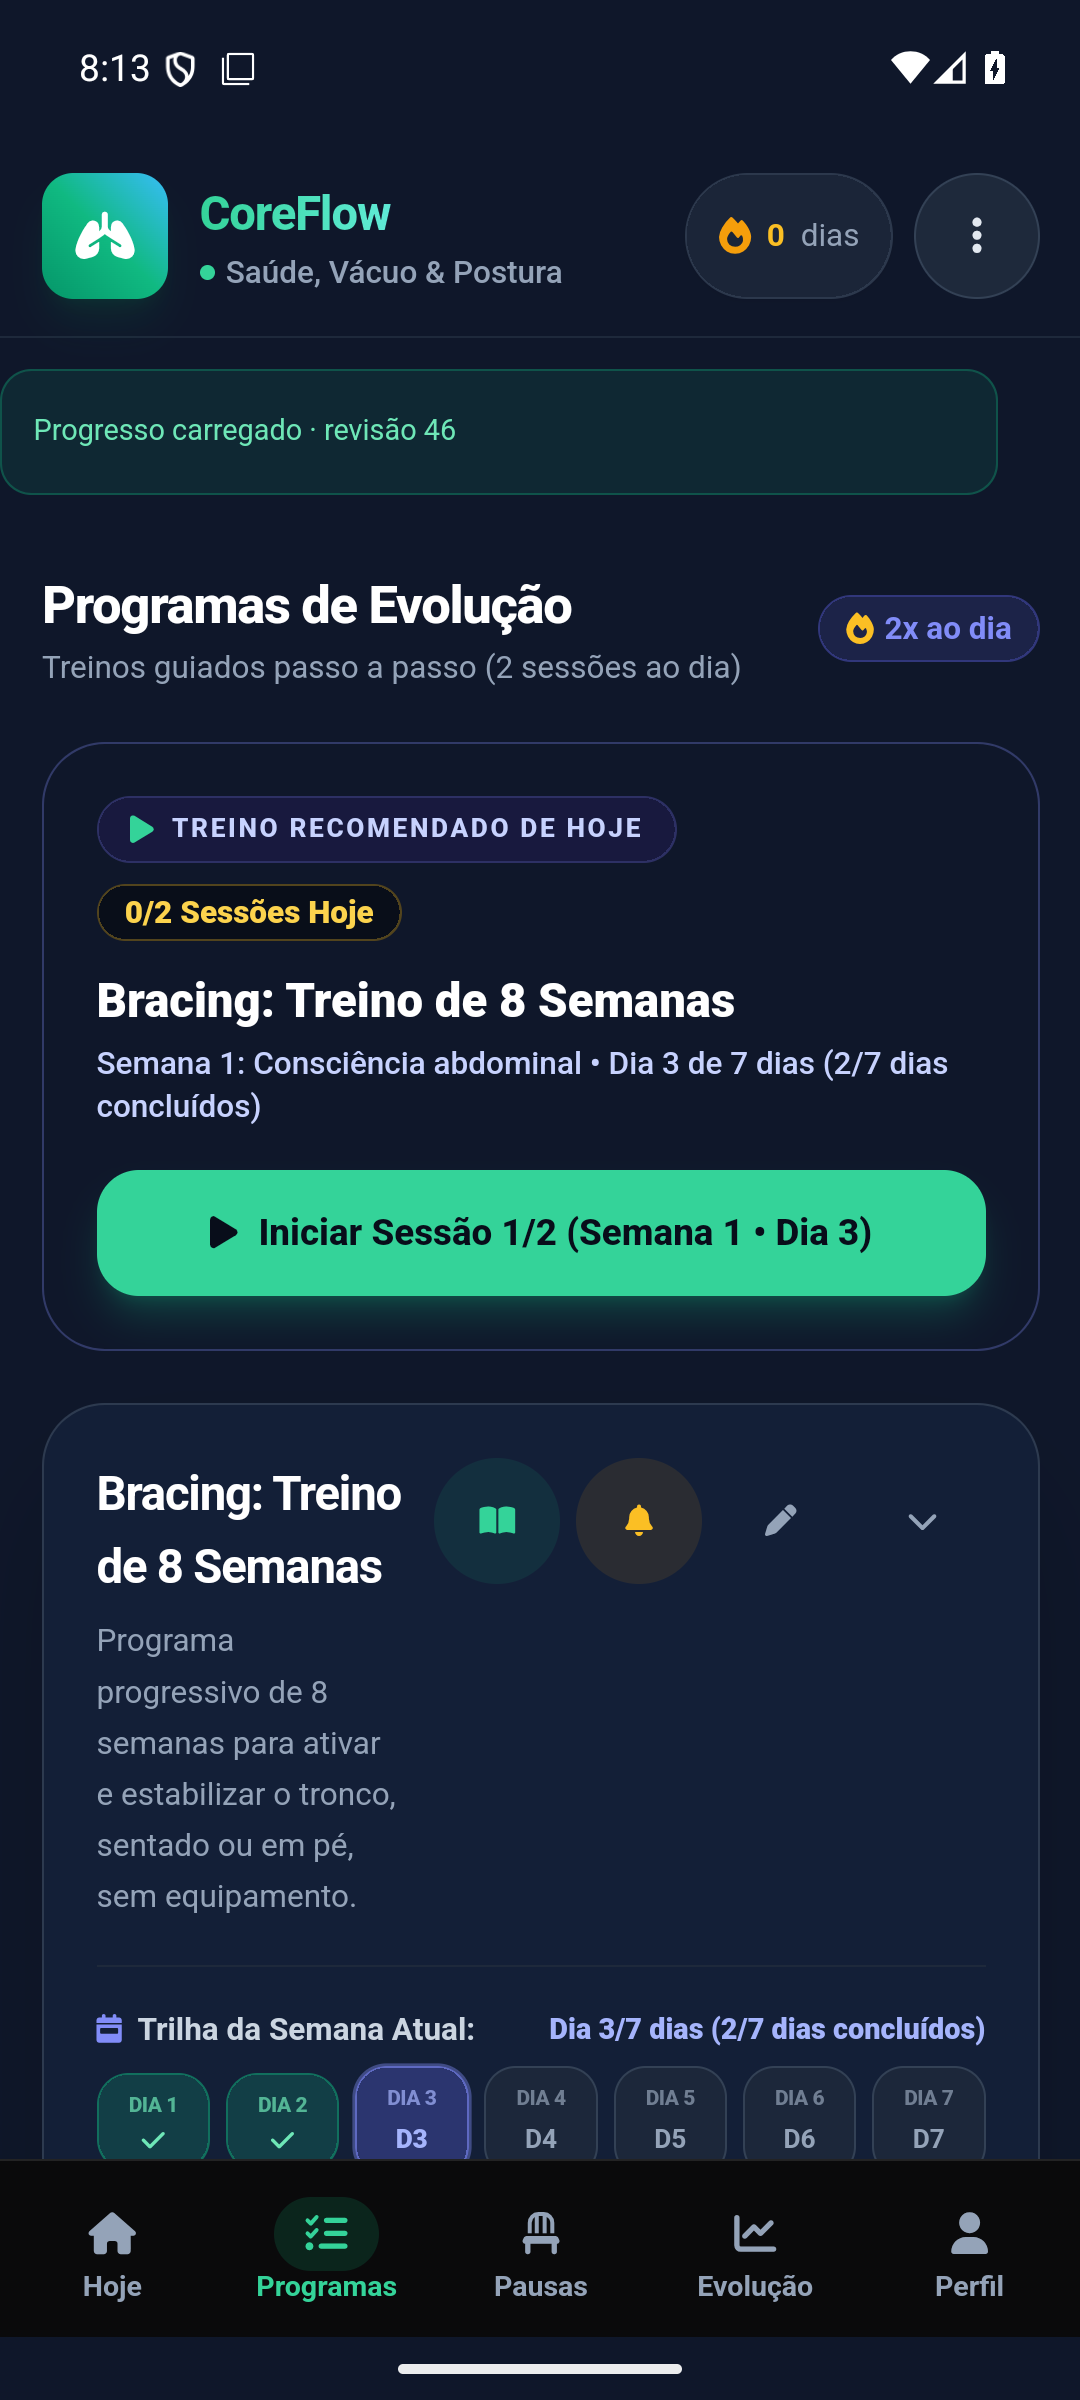 8:13
CoreFlow
Saúde, Vácuo & Postura
0 dias
Progresso carregado · revisão 46
Programas de Evolução
Treinos guiados passo a passo (2 sessões ao dia)
2x ao dia
TREINO RECOMENDADO DE HOJE
0/2 Sessões Hoje
Bracing: Treino de 8 Semanas
Semana 1: Consciência abdominal • Dia 3 de 7 dias (2/7 dias
concluídos)
Iniciar Sessão 1/2 (Semana 1 • Dia 3)
Bracing: Treino
de 8 Semanas
Programa
progressivo de 8
semanas para ativar
e estabilizar o tronco,
sentado ou em pé,
sem equipamento.
Trilha da Semana Atual:
Dia 3/7 dias (2/7 dias concluídos)
DIA 1
DIA 2
DIA 3
D3
DIA 4
D4
DIA 5
D5
DIA 6
D6
DIA 7
D7
Hoje
Programas
Pausas
Evolução
Perfil